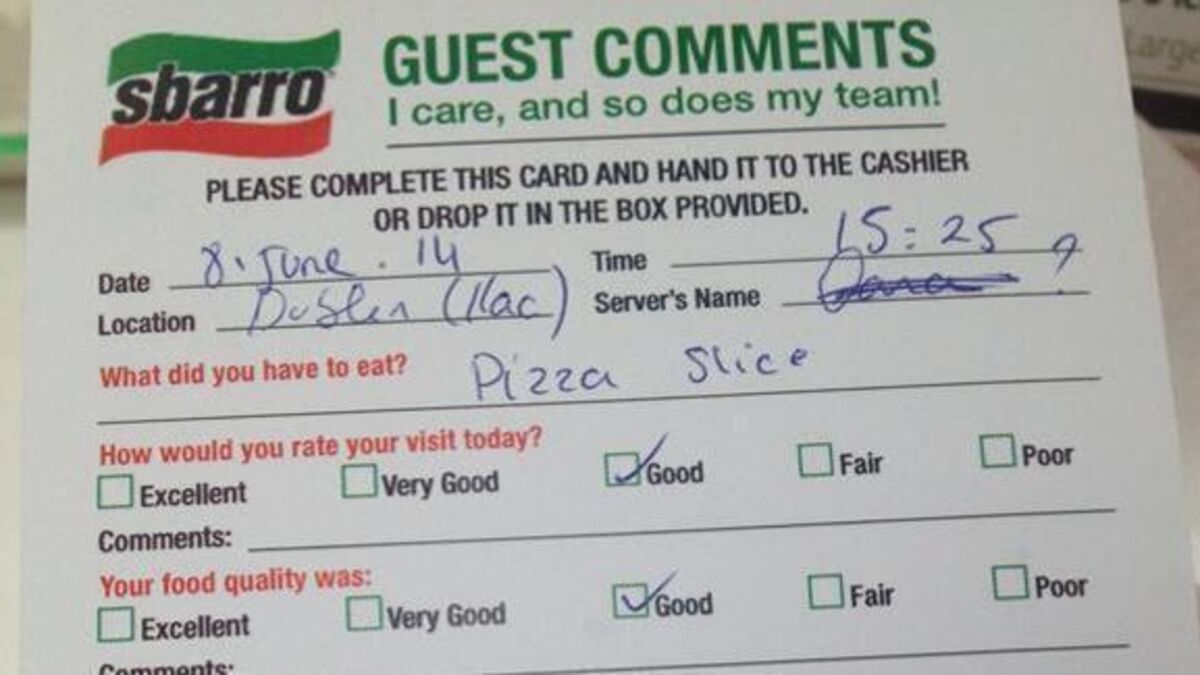 sbarro
GUEST COMMENTS
I care, and so does my team!
PLEASE COMPLETE THIS CARD AND HAND IT TO THE CASHIER
OR DROP IT IN THE BOX PROVIDED.
Date 8. June. 14 Time 15:25
Location Dublin (Ilac) Server's Name ?
What did you have to eat? Pizza Slice
How would you rate your visit today?
Excellent Very Good Good Fair Poor
Comments:
Your food quality was:
Excellent Very Good Good Fair Poor
Comments: